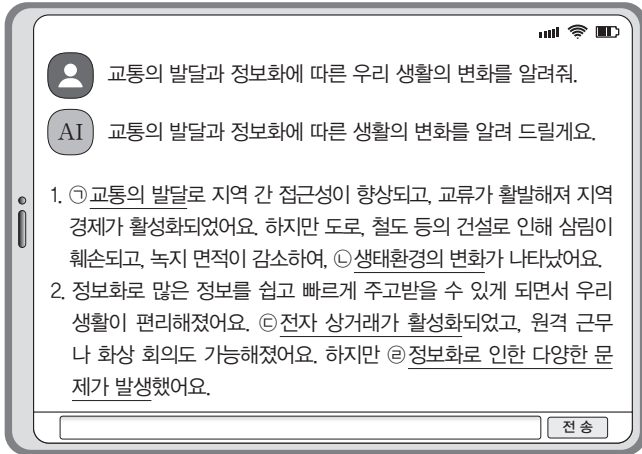 교통의 발달과 정보화에 따른 우리 생활의 변화를 알려줘.
AI 교통의 발달과 정보화에 따른 생활의 변화를 알려 드릴게요.
1. ㉠교통의 발달로 지역 간 접근성이 향상되고, 교류가 활발해져 지역
경제가 활성화되었어요. 하지만 도로, 철도 등의 건설로 인해 삼림이
훼손되고, 녹지 면적이 감소하여, ㉡생태환경의 변화가 나타났어요.
2. 정보화로 많은 정보를 쉽고 빠르게 주고받을 수 있게 되면서 우리
생활이 편리해졌어요. ㉢전자 상거래가 활성화되었고, 원격 근무
나 화상 회의도 가능해졌어요. 하지만 ㉣정보화로 인한 다양한 문
제가 발생했어요.
전송